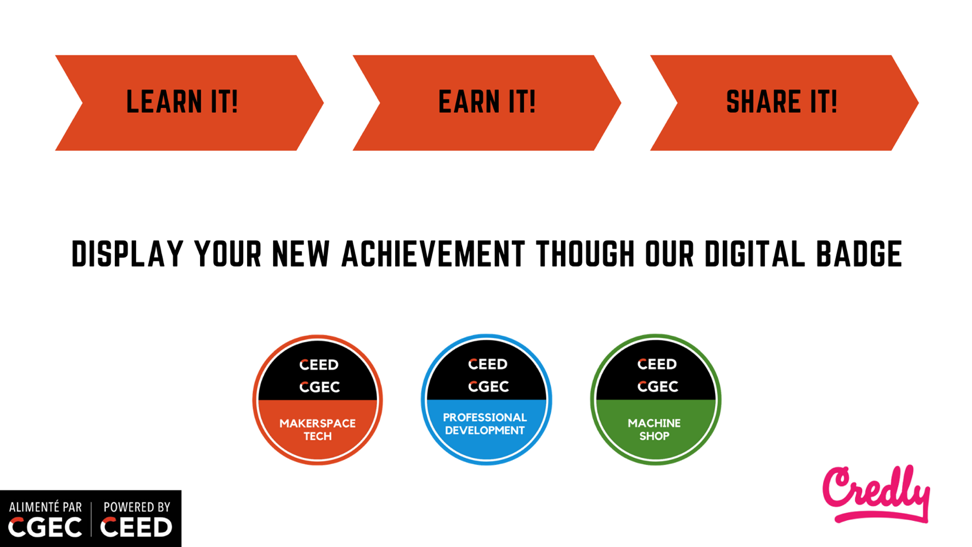 LEARN IT!
EARN IT!
SHARE IT!
DISPLAY YOUR NEW ACHIEVEMENT THOUGH OUR DIGITAL BADGE
CEED
CGEC
MAKERSPACE
TECH
CEED
CGEC
PROFESSIONAL
DEVELOPMENT
CEED
CGEC
MACHINE
SHOP
Credly
ALIMENTÉ PAR
CGEC
POWERED BY
CEED